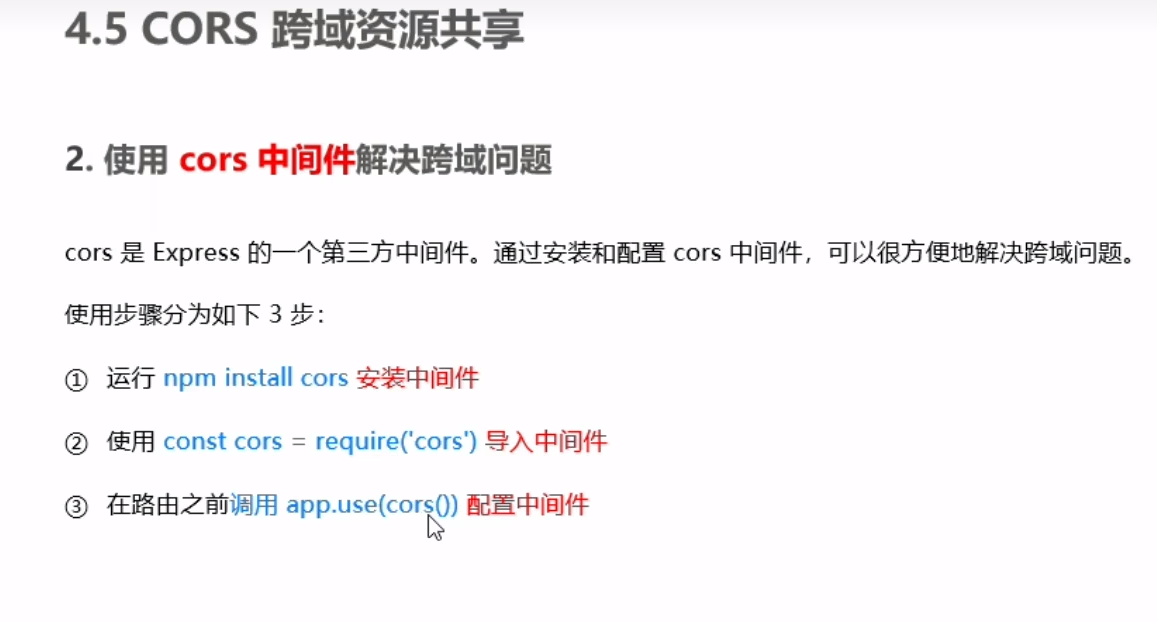 4.5 CORS 跨域资源共享
2. 使用 cors 中间件解决跨域问题
cors 是 Express 的一个第三方中间件。通过安装和配置 cors 中间件，可以很方便地解决跨域问题。
使用步骤分为如下 3 步：
① 运行 npm install cors 安装中间件
② 使用 const cors = require('cors') 导入中间件
③ 在路由之前调用 app.use(cors()) 配置中间件